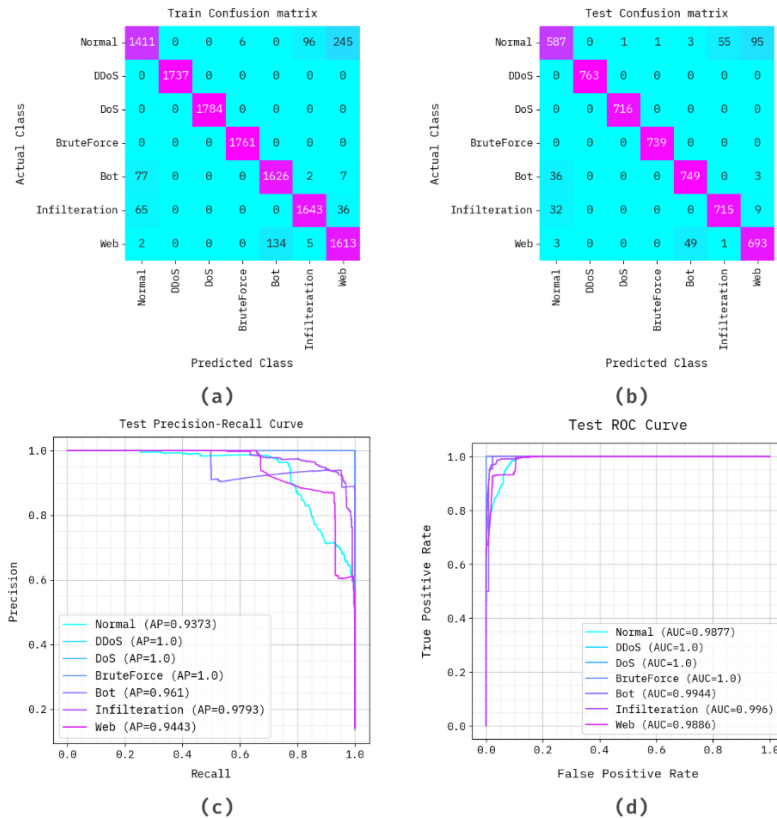 Train Confusion matrix
Actual Class
Normal 1411 0 0 6 0 96 245
DDoS 0 1737 0 0 0 0 0
DoS 0 0 1784 0 0 0 0
BruteForce 0 0 0 1761 0 0 0
Bot 77 0 0 0 1626 2 7
Infilteration 65 0 0 0 0 1643 36
Web 2 0 0 0 134 5 1613
Normal DDoS DoS BruteForce Bot Infilteration Web
Predicted Class
(a)
Test Confusion matrix
Actual Class
Normal 587 0 1 1 3 55 95
DDoS 0 763 0 0 0 0 0
DoS 0 0 716 0 0 0 0
BruteForce 0 0 0 739 0 0 0
Bot 36 0 0 0 749 0 3
Infilteration 32 0 0 0 0 715 9
Web 3 0 0 0 49 1 693
Normal DDoS DoS BruteForce Bot Infilteration Web
Predicted Class
(b)
Test Precision-Recall Curve
Precision
1.0
0.8
0.6
0.4
0.2
Normal (AP=0.9373)
DDoS (AP=1.0)
DoS (AP=1.0)
BruteForce (AP=1.0)
Bot (AP=0.961)
Infilteration (AP=0.9793)
Web (AP=0.9443)
0.0 0.2 0.4 0.6 0.8 1.0
Recall
(c)
Test ROC Curve
True Positive Rate
1.0
0.8
0.6
0.4
0.2
0.0
Normal (AUC=0.9877)
DDoS (AUC=1.0)
DoS (AUC=1.0)
BruteForce (AUC=1.0)
Bot (AUC=0.9944)
Infilteration (AUC=0.996)
Web (AUC=0.9886)
0.0 0.2 0.4 0.6 0.8 1.0
False Positive Rate
(d)